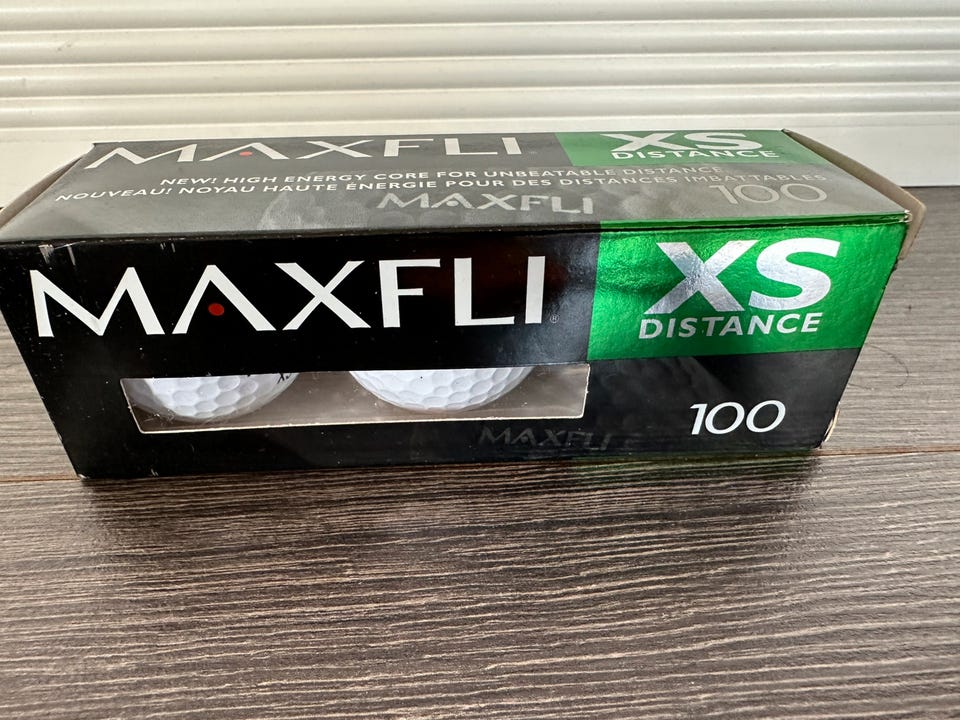 MAXFLI XS
DISTANCE
NEW! HIGH ENERGY CORE FOR UNBEATABLE DISTANCE
NOUVEAU! NOYAU HAUTE ÉNERGIE POUR DES DISTANCES IMBATTABLES
MAXFLI 100
MAXFLI® XS
DISTANCE
100
MAXFLI